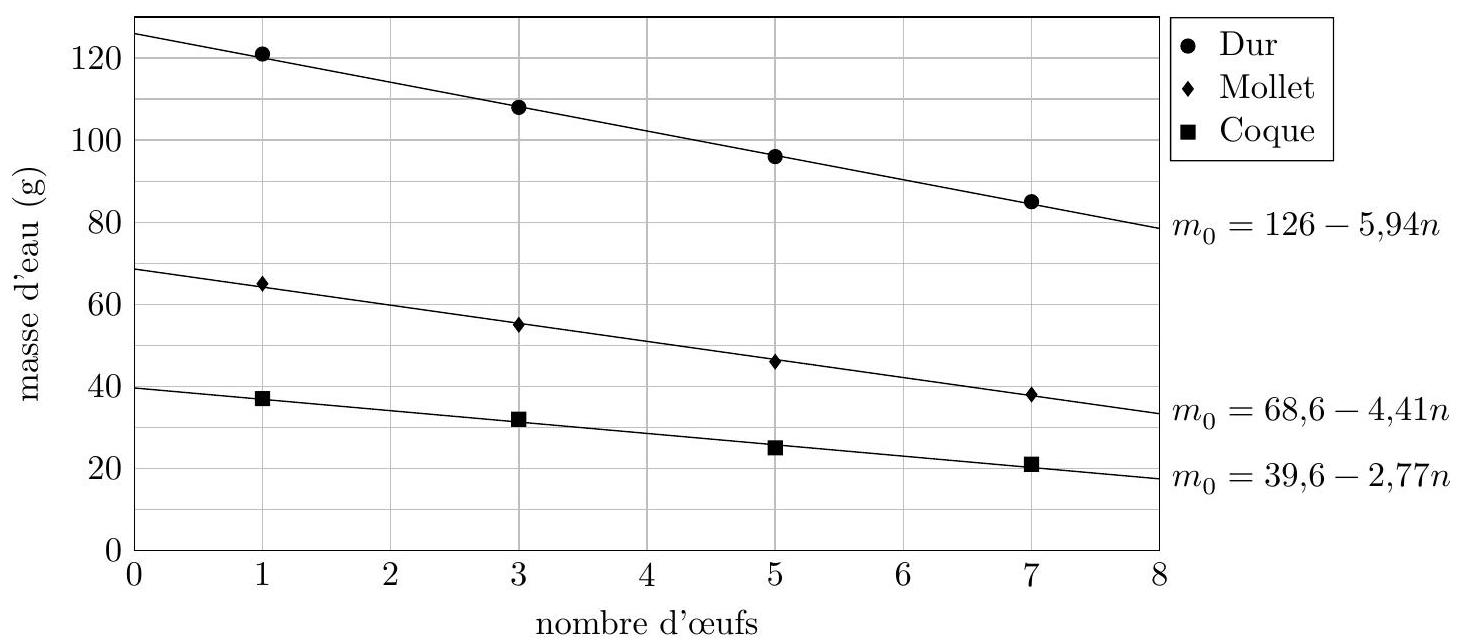 masse d'eau (g)
120
100
80
60
40
20
0
0 1 2 3 4 5 6 7 8
nombre d'œufs
Dur
Mollet
Coque
m₀ = 126 − 5,94n
m₀ = 68,6 − 4,41n
m₀ = 39,6 − 2,77n